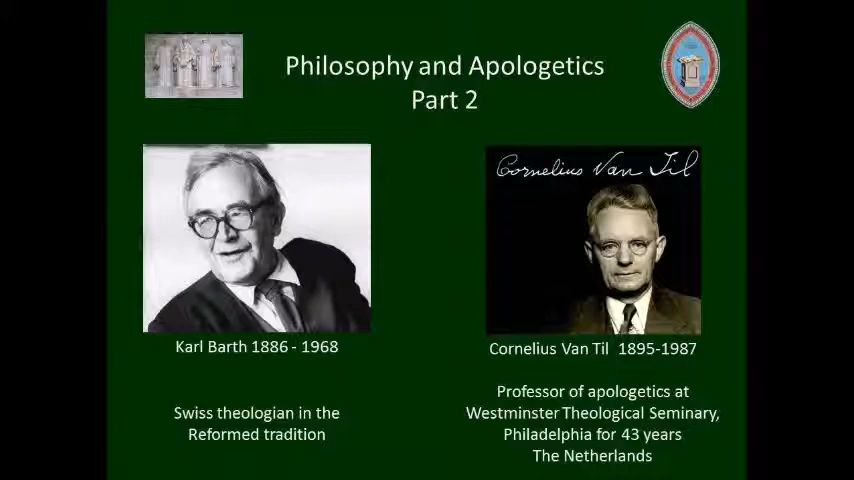 Philosophy and Apologetics
Part 2
Cornelius Van Til
Karl Barth 1886 - 1968
Cornelius Van Til 1895-1987
Swiss theologian in the
Reformed tradition
Professor of apologetics at
Westminster Theological Seminary,
Philadelphia for 43 years
The Netherlands